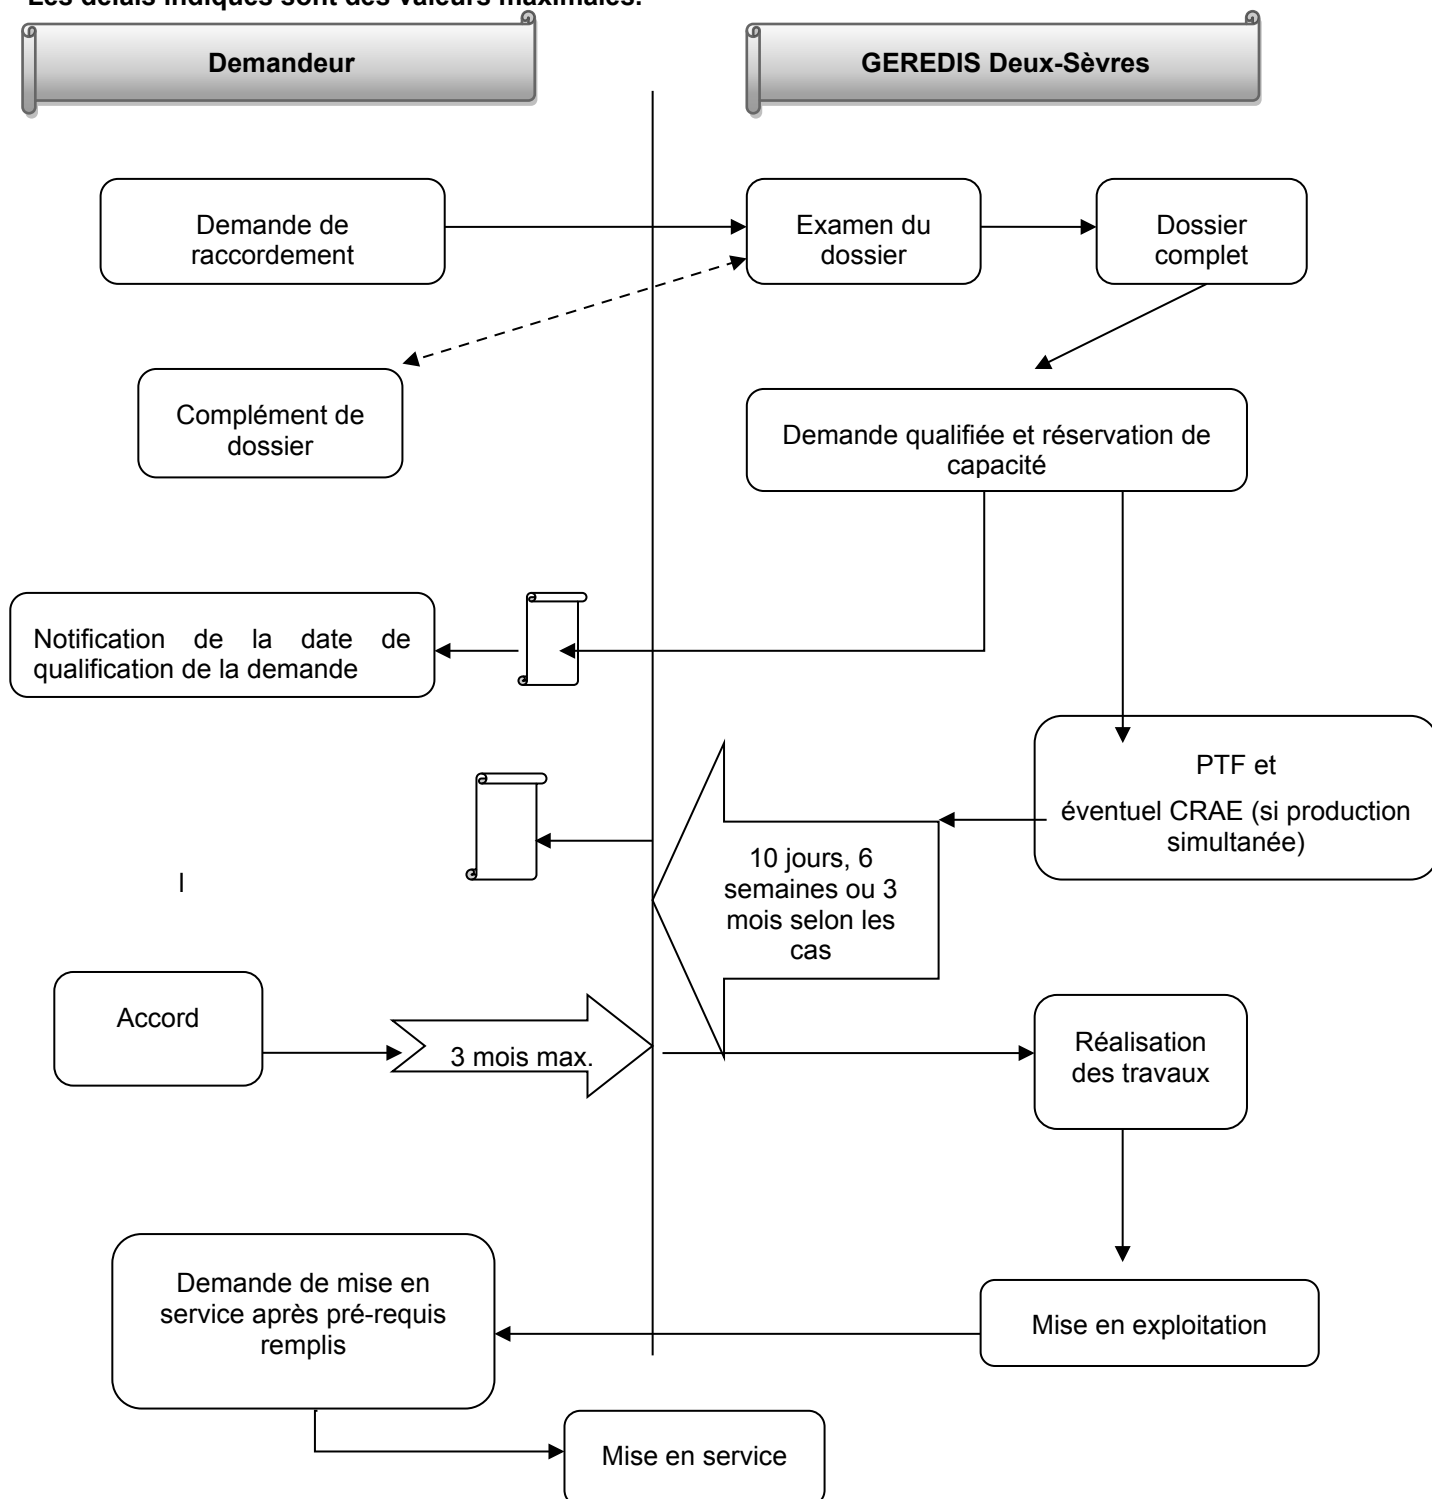 Les délais indiqués sont des valeurs maximales.
Demandeur
GEREDIS Deux-Sèvres
Demande de
raccordement
Examen du
dossier
Dossier
complet
Complément de
dossier
Demande qualifiée et réservation de
capacité
Notification de la date de
qualification de la demande
PTF et
éventuel CRAE (si production
simultanée)
10 jours, 6
semaines ou 3
mois selon les
cas
I
Accord
3 mois max.
Réalisation
des travaux
Demande de mise en
service après pré-requis
remplis
Mise en exploitation
Mise en service